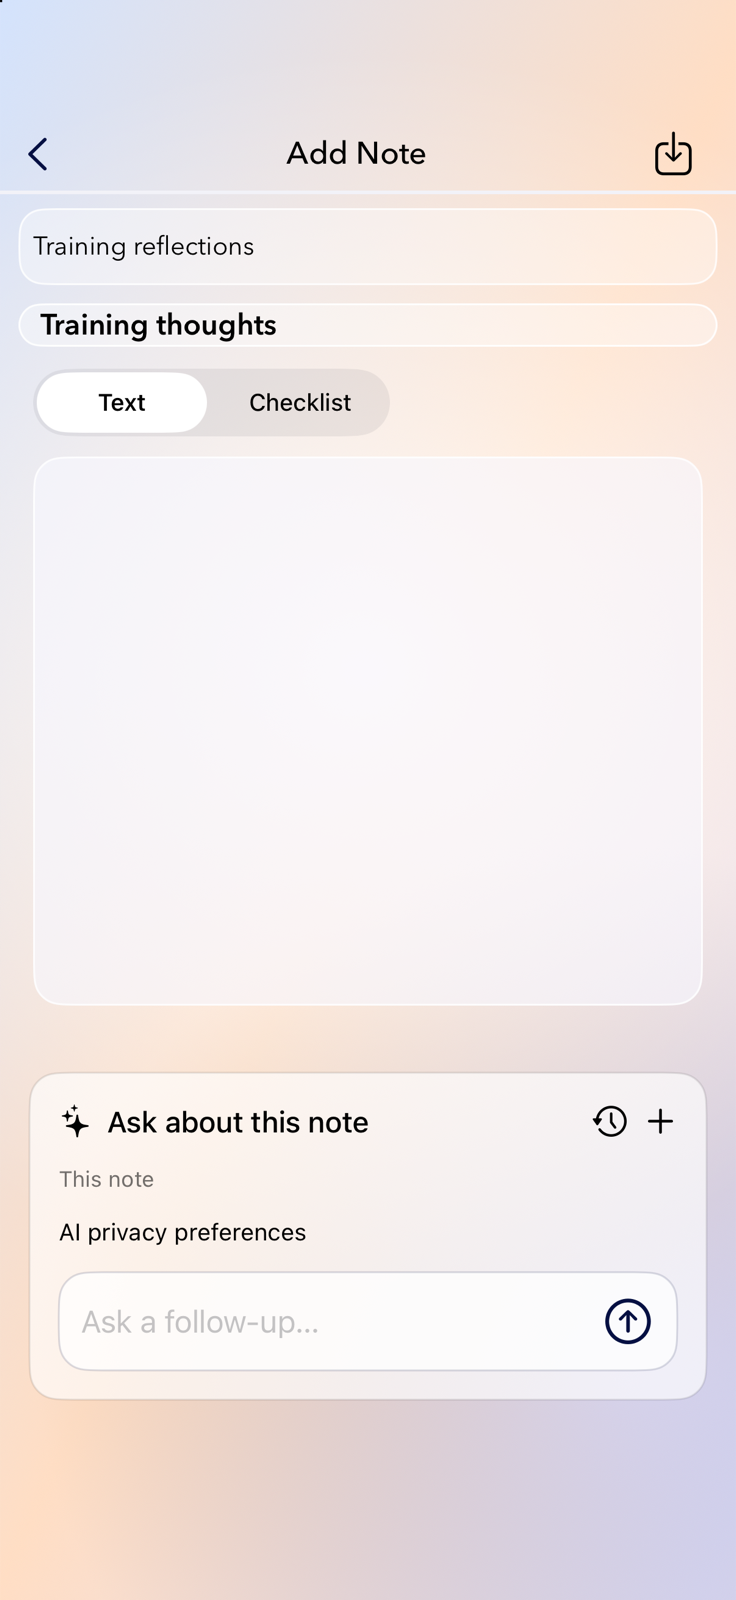 Add Note
Training reflections
Training thoughts
Text Checklist
Ask about this note
This note
AI privacy preferences
Ask a follow-up...